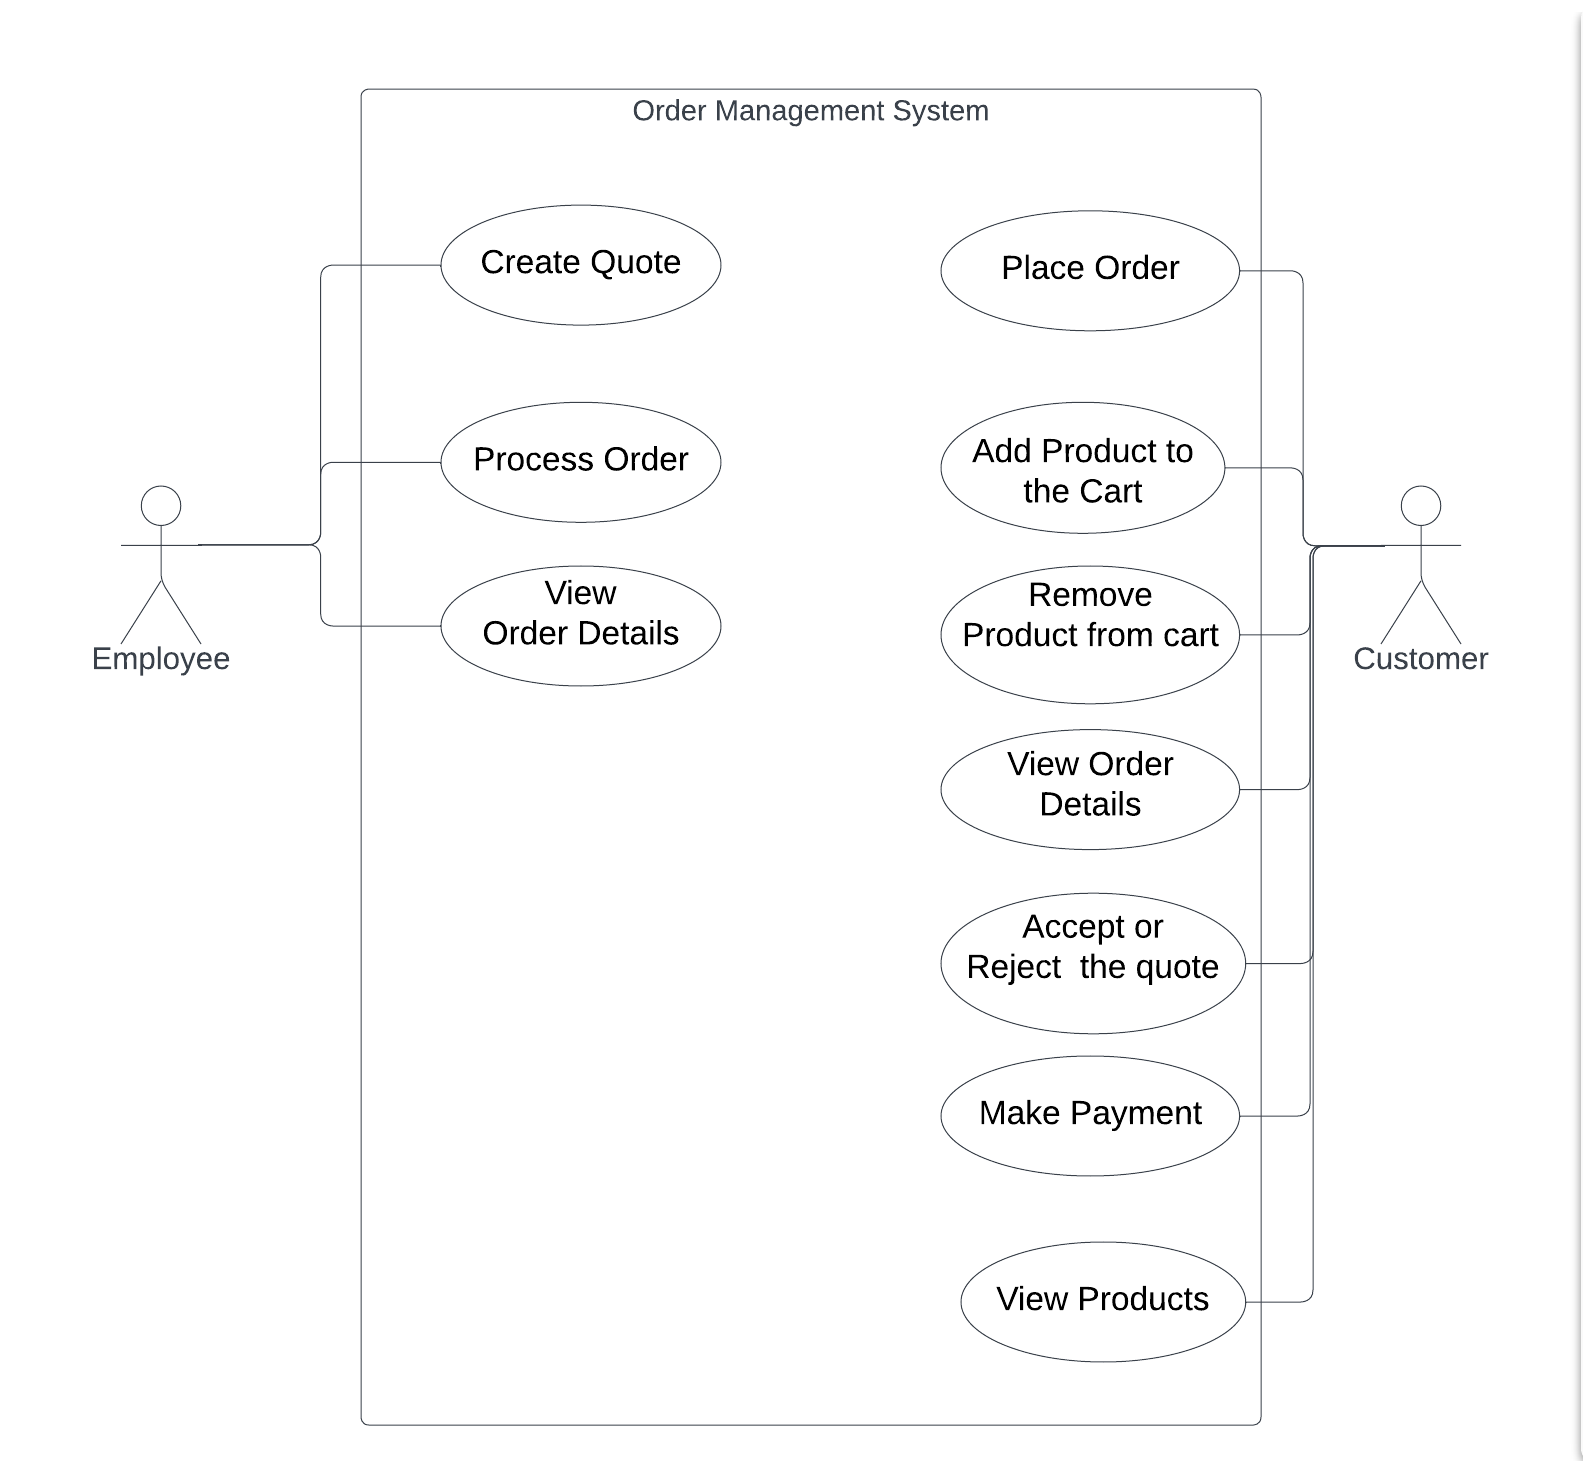 Order Management System
Create Quote
Process Order
View
Order Details
Employee
Place Order
Add Product to
the Cart
Remove
Product from cart
View Order
Details
Accept or
Reject  the quote
Make Payment
View Products
Customer